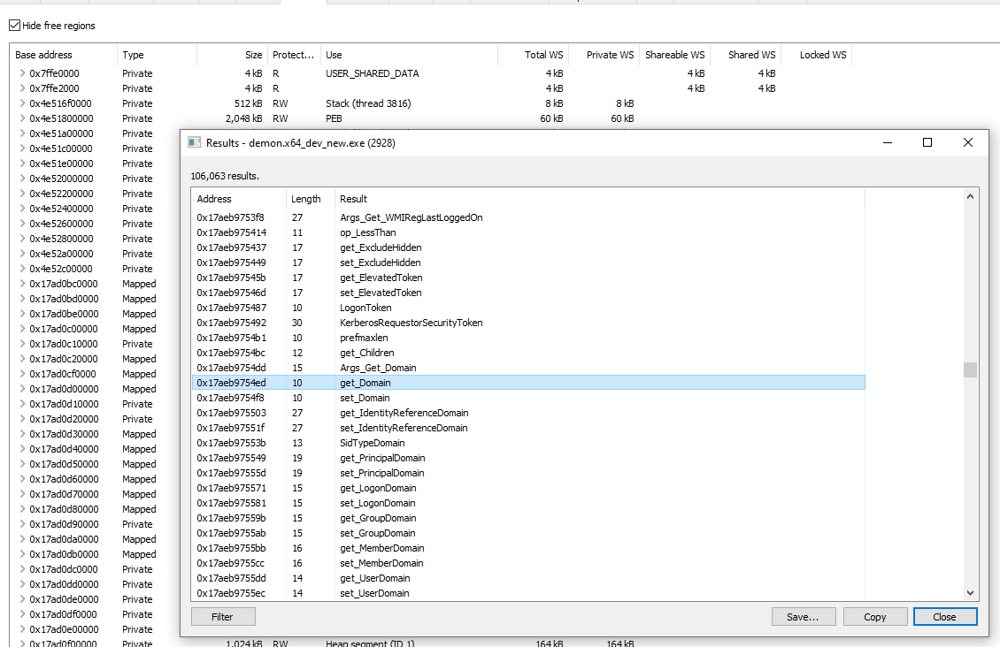 Hide free regions
Base address Type Size Protect... Use Total WS Private WS Shareable WS Shared WS Locked WS
0x7ffe0000 Private 4 kB R USER_SHARED_DATA 4 kB 4 kB 4 kB
0x7ffe2000 Private 4 kB R 4 kB 4 kB 4 kB
0x4e516f0000 Private 512 kB RW Stack (thread 3816) 8 kB 8 kB
0x4e51800000 Private 2,048 kB RW PEB 60 kB 60 kB
0x4e51a00000 Private
0x4e51c00000 Private
0x4e51e00000 Private
0x4e52000000 Private
0x4e52200000 Private
0x4e52400000 Private
0x4e52600000 Private
0x4e52800000 Private
0x4e52a00000 Private
0x4e52c00000 Private
0x17ad0bc0000 Mapped
0x17ad0bd0000 Mapped
0x17ad0be0000 Mapped
0x17ad0c00000 Mapped
0x17ad0c10000 Private
0x17ad0c20000 Mapped
0x17ad0cf0000 Mapped
0x17ad0d00000 Mapped
0x17ad0d10000 Private
0x17ad0d20000 Private
0x17ad0d30000 Mapped
0x17ad0d40000 Mapped
0x17ad0d50000 Mapped
0x17ad0d60000 Mapped
0x17ad0d70000 Mapped
0x17ad0d80000 Mapped
0x17ad0d90000 Private
0x17ad0da0000 Mapped
0x17ad0db0000 Mapped
0x17ad0dc0000 Private
0x17ad0dd0000 Private
0x17ad0de0000 Private
0x17ad0df0000 Private
0x17ad0e00000 Private
0x17ad0f00000 Private 1,024 kB RW Heap segment (ID 1) 164 kB 164 kB
Results - demon.x64_dev_new.exe (2928)
106,063 results.
Address Length Result
0x17aeb9753f8 27 Args_Get_WMIRegLastLoggedOn
0x17aeb975414 11 op_LessThan
0x17aeb975437 17 get_ExcludeHidden
0x17aeb975449 17 set_ExcludeHidden
0x17aeb97545b 17 get_ElevatedToken
0x17aeb97546d 17 set_ElevatedToken
0x17aeb975487 10 LogonToken
0x17aeb975492 30 KerberosRequestorSecurityToken
0x17aeb9754b1 10 prefmaxlen
0x17aeb9754bc 12 get_Children
0x17aeb9754dd 15 Args_Get_Domain
0x17aeb9754ed 10 get_Domain
0x17aeb9754f8 10 set_Domain
0x17aeb975503 27 get_IdentityReferenceDomain
0x17aeb97551f 27 set_IdentityReferenceDomain
0x17aeb97553b 13 SidTypeDomain
0x17aeb975549 19 get_PrincipalDomain
0x17aeb97555d 19 set_PrincipalDomain
0x17aeb975571 15 get_LogonDomain
0x17aeb975581 15 set_LogonDomain
0x17aeb97559b 15 get_GroupDomain
0x17aeb9755ab 15 set_GroupDomain
0x17aeb9755bb 16 get_MemberDomain
0x17aeb9755cc 16 set_MemberDomain
0x17aeb9755dd 14 get_UserDomain
0x17aeb9755ec 14 set_UserDomain
Filter Save... Copy Close